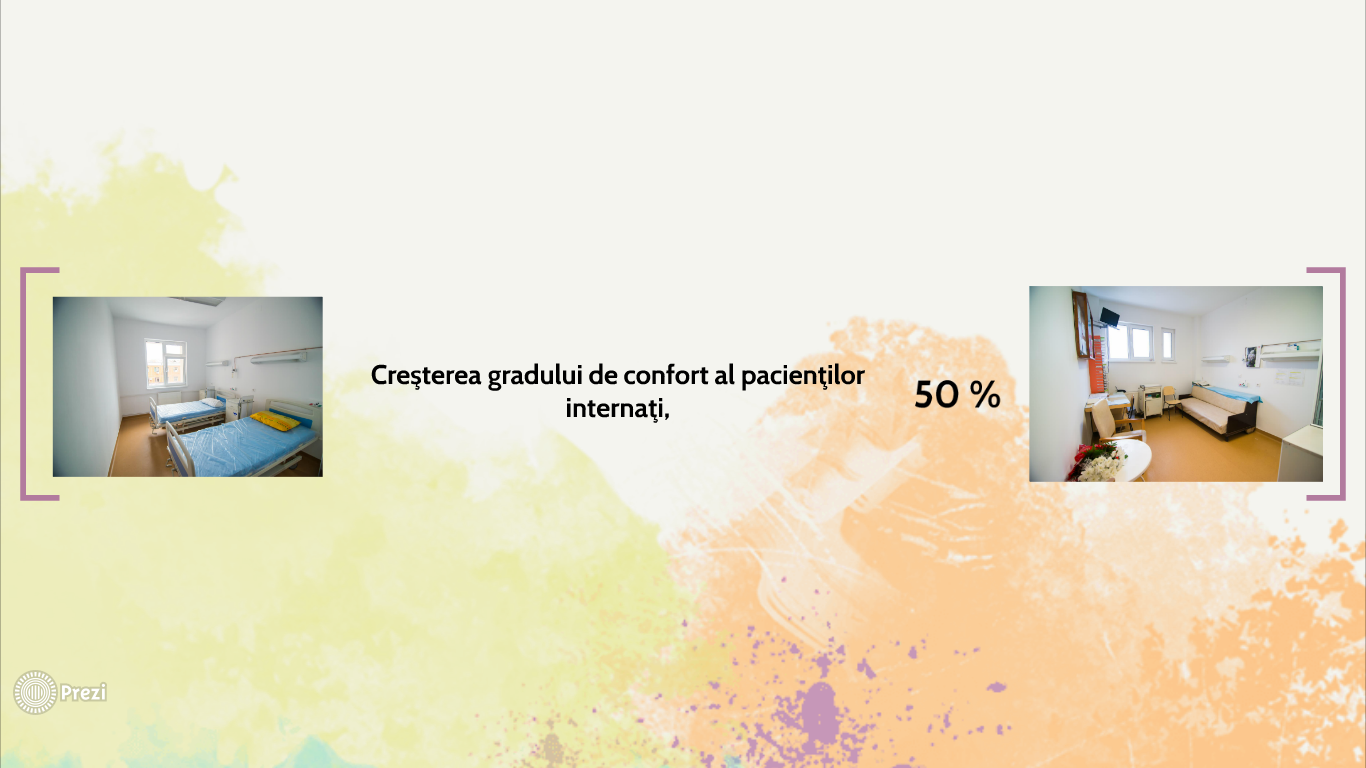 Creşterea gradului de confort al pacienţilor
internaţi,
50 %
Prezi